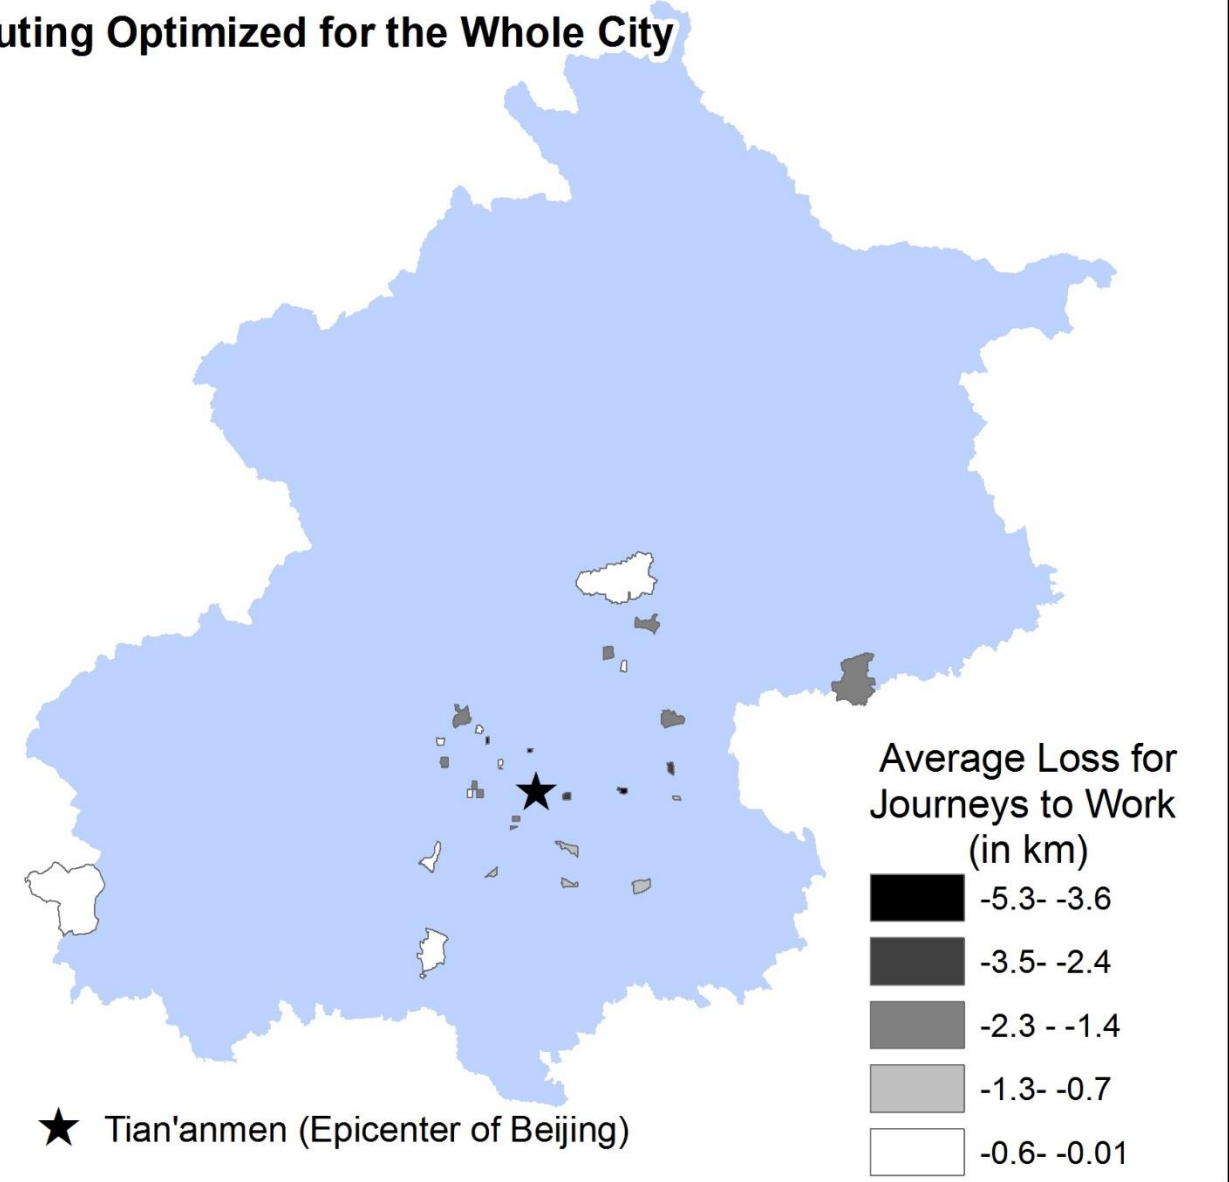 uting Optimized for the Whole City
Average Loss for
Journeys to Work
(in km)
-5.3- -3.6
-3.5- -2.4
-2.3 - -1.4
-1.3- -0.7
-0.6- -0.01
Tian'anmen (Epicenter of Beijing)